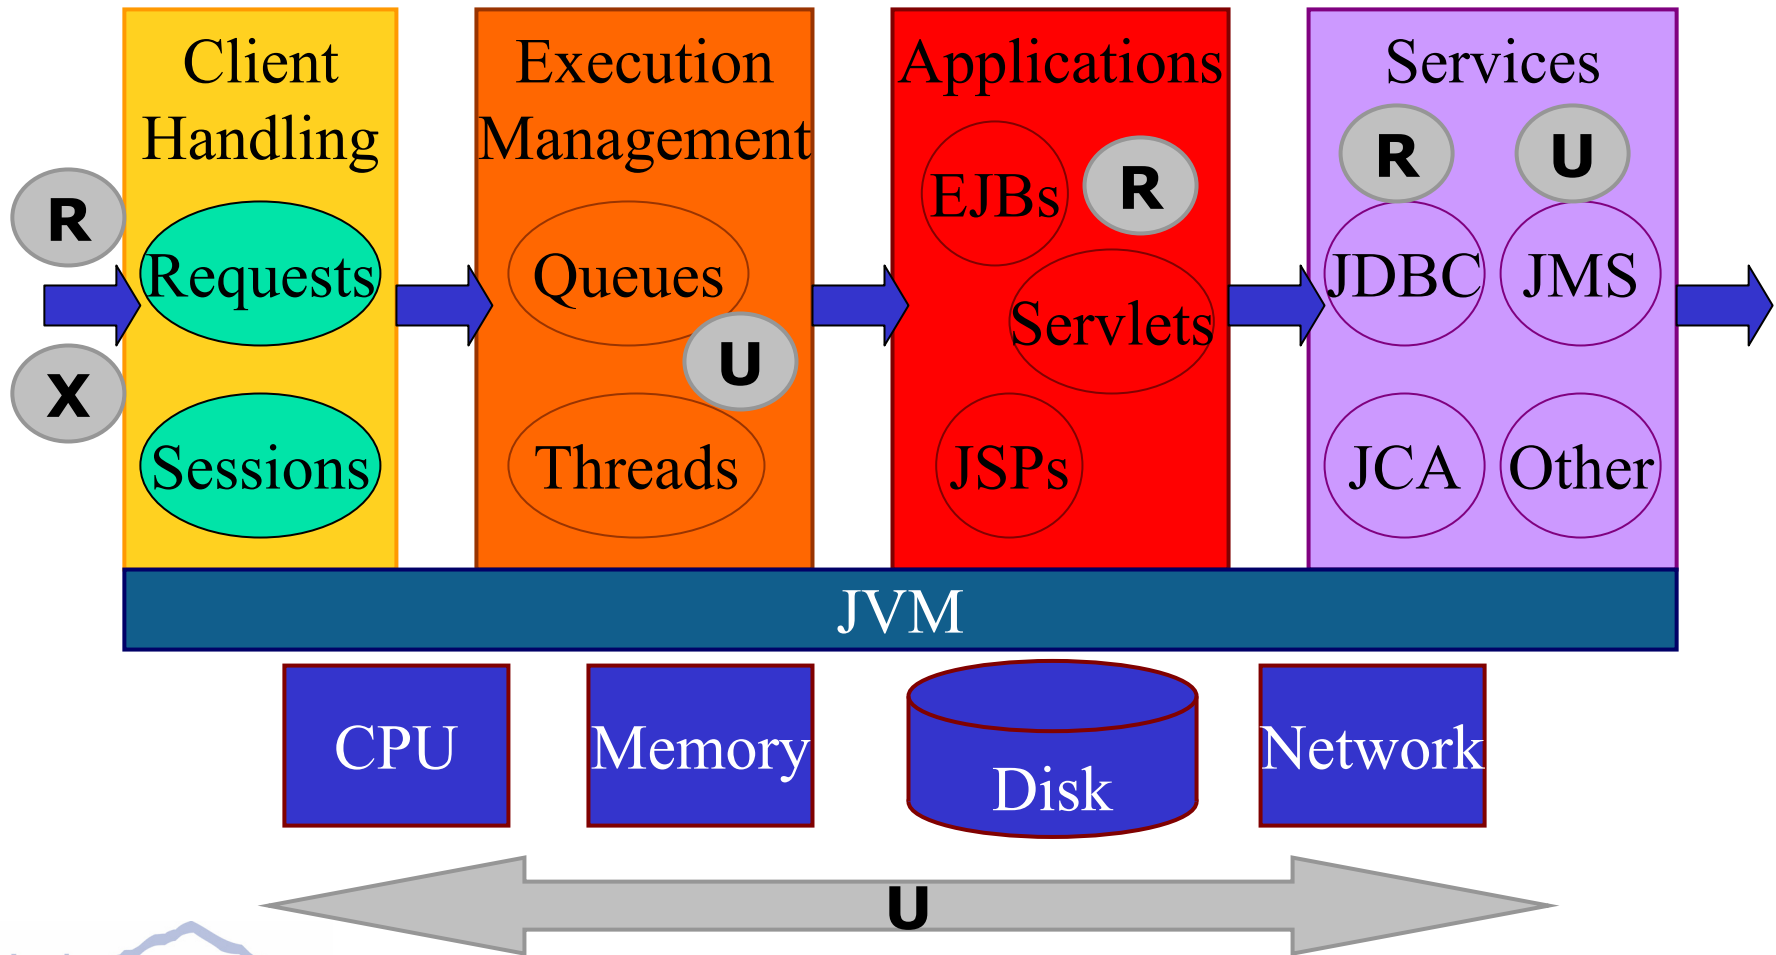 Client
Handling
R
X
Requests
Sessions
Execution
Management
Queues
U
Threads
Applications
EJBs
R
Servlets
JSPs
Services
R
U
JDBC
JMS
JCA
Other
JVM
CPU
Memory
Disk
Network
U